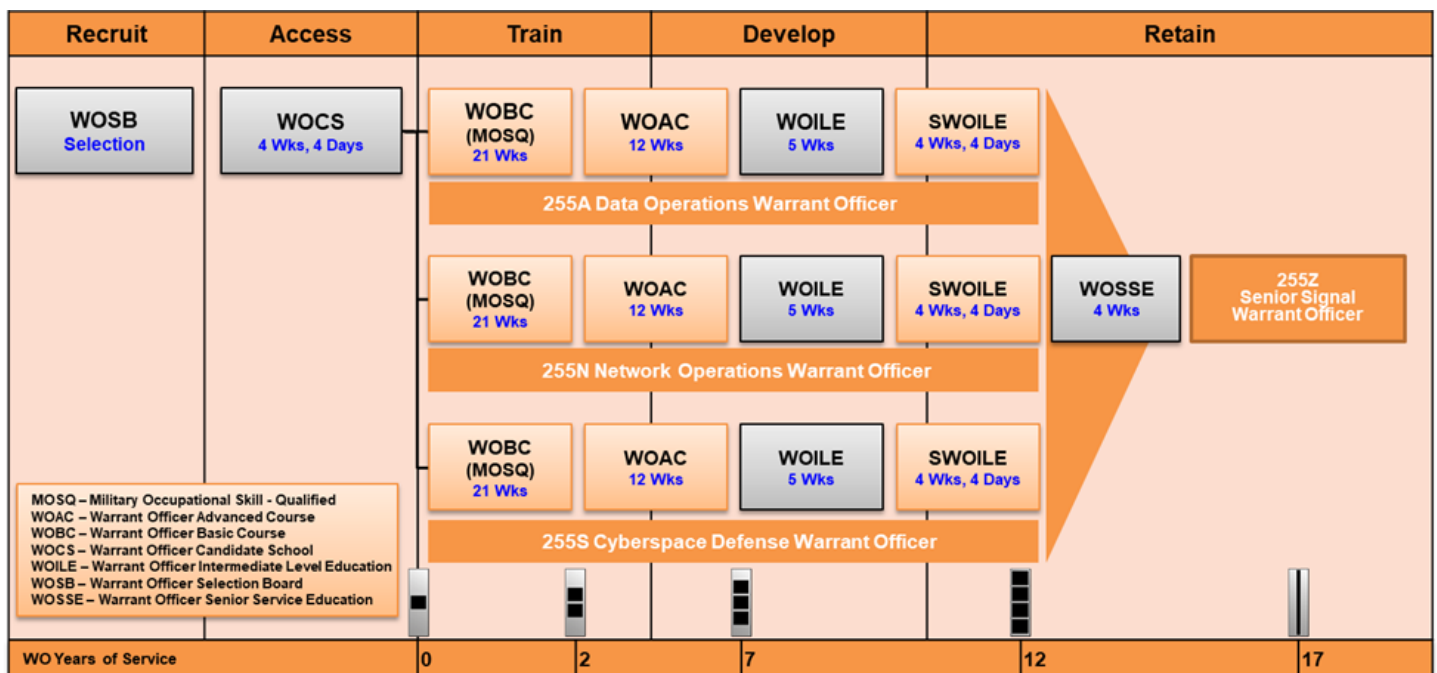 Recruit
Access
Train
Develop
Retain
WOSB
Selection
WOCS
4 Wks, 4 Days
WOBC
(MOSQ)
21 Wks
WOAC
12 Wks
WOILE
5 Wks
SWOILE
4 Wks, 4 Days
255A Data Operations Warrant Officer
WOBC
(MOSQ)
21 Wks
WOAC
12 Wks
WOILE
5 Wks
SWOILE
4 Wks, 4 Days
WOSSE
4 Wks
255Z
Senior Signal
Warrant Officer
255N Network Operations Warrant Officer
WOBC
(MOSQ)
21 Wks
WOAC
12 Wks
WOILE
5 Wks
SWOILE
4 Wks, 4 Days
255S Cyberspace Defense Warrant Officer
MOSQ – Military Occupational Skill - Qualified
WOAC – Warrant Officer Advanced Course
WOBC – Warrant Officer Basic Course
WOCS – Warrant Officer Candidate School
WOILE – Warrant Officer Intermediate Level Education
WOSB – Warrant Officer Selection Board
WOSSE – Warrant Officer Senior Service Education
WO Years of Service
0
2
7
12
17